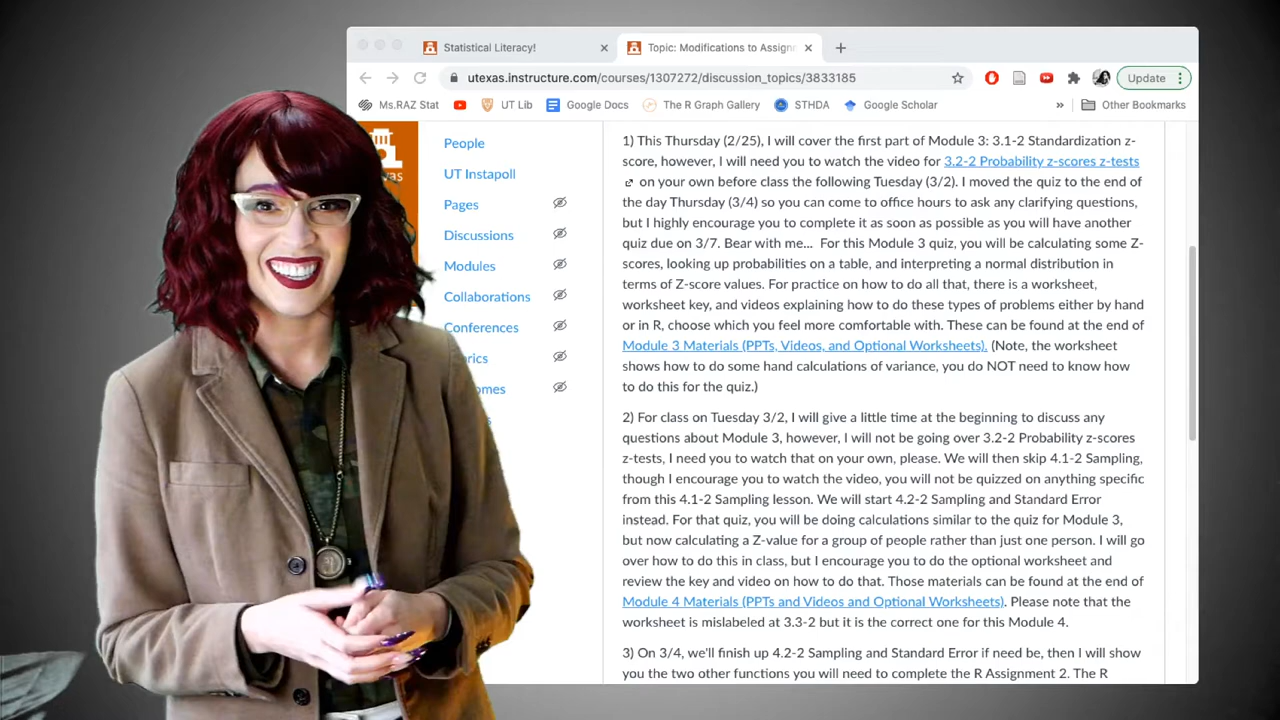 Statistical Literacy!
Topic: Modifications to Assignm
utexas.instructure.com/courses/1307272/discussion_topics/3833185
Update
Ms.RAZ Stat
UT Lib
Google Docs
The R Graph Gallery
STHDA
Google Scholar
»
Other Bookmarks
vas
People
UT Instapoll
Pages
Discussions
Modules
Collaborations
Conferences
rics
omes
s
1) This Thursday (2/25), I will cover the first part of Module 3: 3.1-2 Standardization z-
score, however, I will need you to watch the video for 3.2-2 Probability z-scores z-tests
on your own before class the following Tuesday (3/2). I moved the quiz to the end of
the day Thursday (3/4) so you can come to office hours to ask any clarifying questions,
but I highly encourage you to complete it as soon as possible as you will have another
quiz due on 3/7. Bear with me... For this Module 3 quiz, you will be calculating some Z-
scores, looking up probabilities on a table, and interpreting a normal distribution in
terms of Z-score values. For practice on how to do all that, there is a worksheet,
worksheet key, and videos explaining how to do these types of problems either by hand
or in R, choose which you feel more comfortable with. These can be found at the end of
Module 3 Materials (PPTs, Videos, and Optional Worksheets). (Note, the worksheet
shows how to do some hand calculations of variance, you do NOT need to know how
to do this for the quiz.)
2) For class on Tuesday 3/2, I will give a little time at the beginning to discuss any
questions about Module 3, however, I will not be going over 3.2-2 Probability z-scores
z-tests, I need you to watch that on your own, please. We will then skip 4.1-2 Sampling,
though I encourage you to watch the video, you will not be quizzed on anything specific
from this 4.1-2 Sampling lesson. We will start 4.2-2 Sampling and Standard Error
instead. For that quiz, you will be doing calculations similar to the quiz for Module 3,
but now calculating a Z-value for a group of people rather than just one person. I will go
over how to do this in class, but I encourage you to do the optional worksheet and
review the key and video on how to do that. Those materials can be found at the end of
Module 4 Materials (PPTs and Videos and Optional Worksheets). Please note that the
worksheet is mislabeled at 3.3-2 but it is the correct one for this Module 4.
3) On 3/4, we'll finish up 4.2-2 Sampling and Standard Error if need be, then I will show
you the two other functions you will need to complete the R Assignment 2. The R